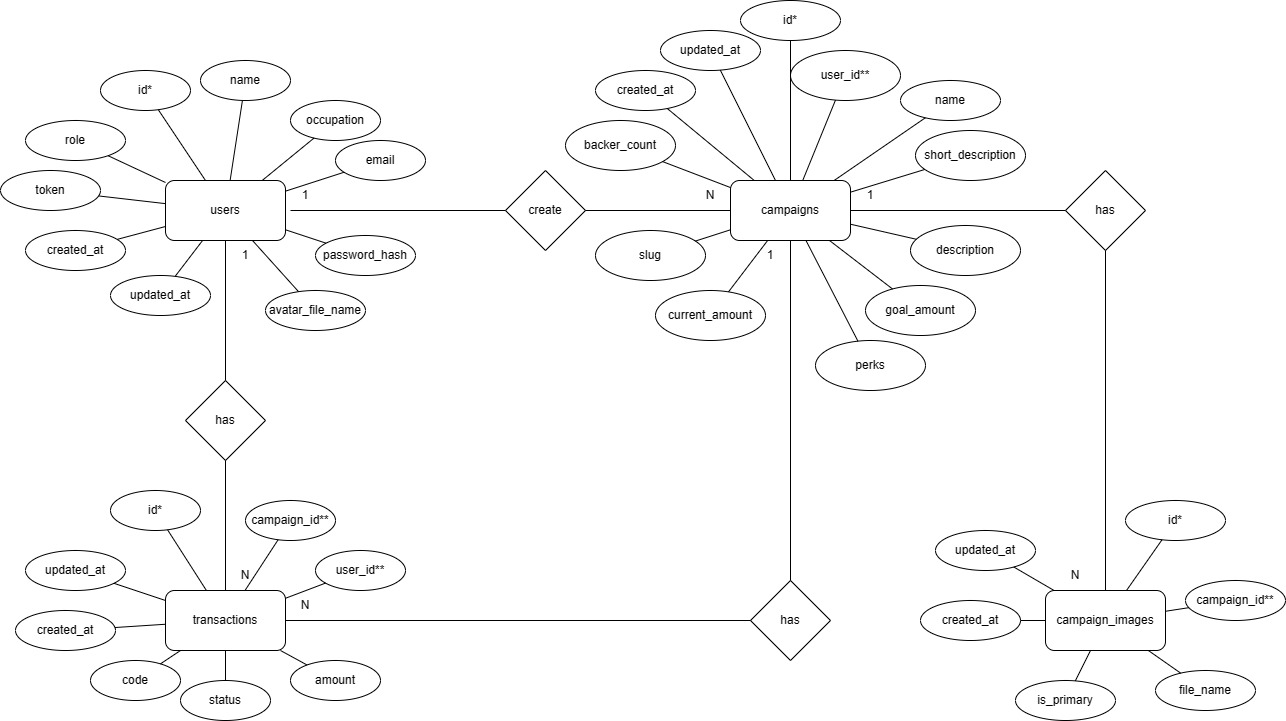 id*
updated_at
user_id**
name
id*
created_at
name
occupation
role
backer_count
short_description
email
token
1
N
1
users
create
campaigns
has
created_at
password_hash
slug
description
1
1
updated_at
avatar_file_name
current_amount
goal_amount
perks
has
id*
campaign_id**
id*
updated_at
updated_at
user_id**
N
N
N
campaign_id**
transactions
has
created_at
campaign_images
created_at
code
status
amount
is_primary
file_name